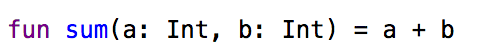 fun sum(a: Int, b: Int) = a + b